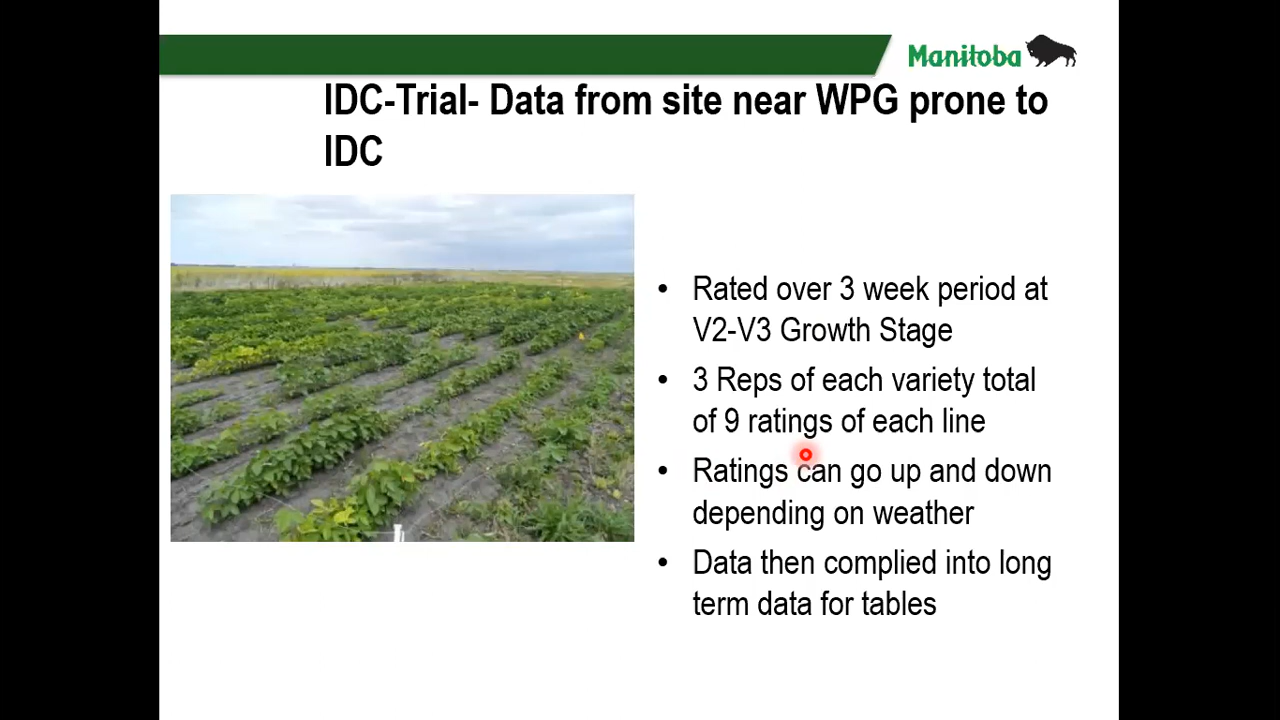 Manitoba
IDC-Trial- Data from site near WPG prone to
IDC
• Rated over 3 week period at
V2-V3 Growth Stage
• 3 Reps of each variety total
of 9 ratings of each line
• Ratings can go up and down
depending on weather
• Data then complied into long
term data for tables